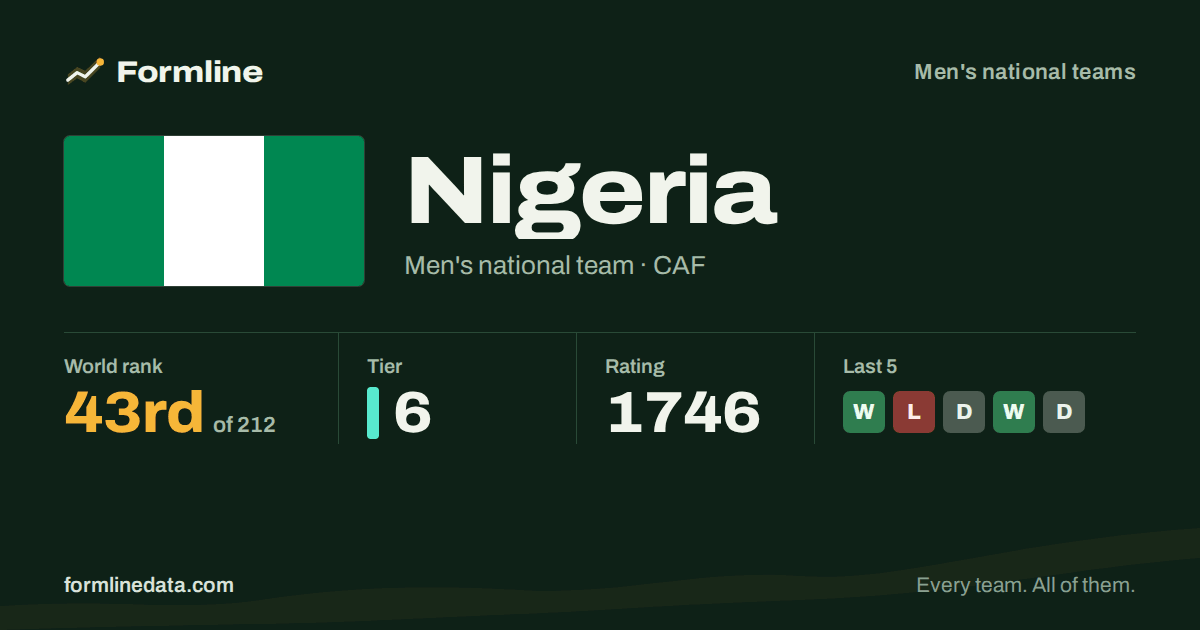 Formline
Men's national teams
Nigeria
Men's national team · CAF
World rank
43rd of 212
Tier
6
Rating
1746
Last 5
W L D W D
formlinedata.com
Every team. All of them.